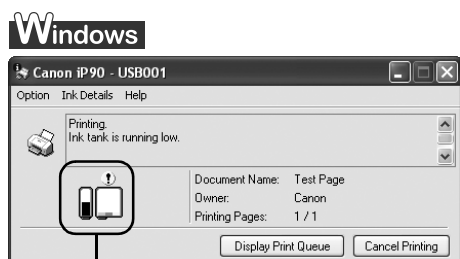 Windows
Canon iP90 - USB001
Option Ink Details Help
Printing.
Ink tank is running low.
Document Name: Test Page
Owner: Canon
Printing Pages: 1 / 1
Display Print Queue Cancel Printing